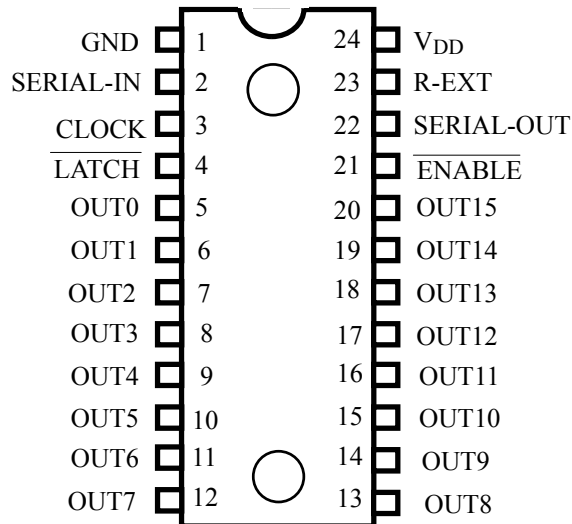 GND 1 24 VDD
SERIAL-IN 2 23 R-EXT
CLOCK 3 22 SERIAL-OUT
LATCH 4 21 ENABLE
OUT0 5 20 OUT15
OUT1 6 19 OUT14
OUT2 7 18 OUT13
OUT3 8 17 OUT12
OUT4 9 16 OUT11
OUT5 10 15 OUT10
OUT6 11 14 OUT9
OUT7 12 13 OUT8